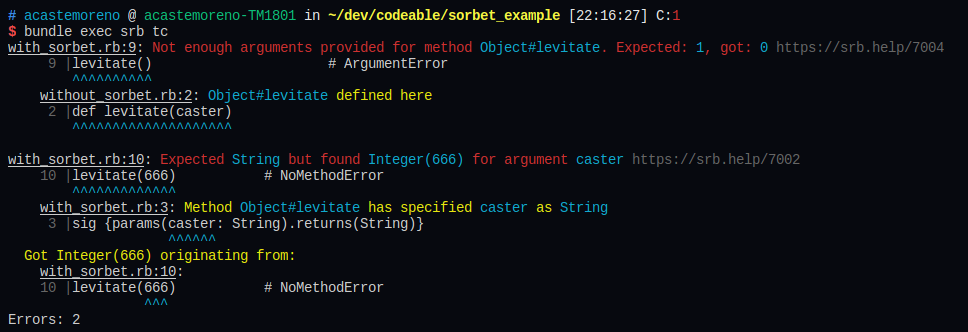 # acastemoreno @ acastemoreno-TM1801 in ~/dev/codeable/sorbet_example [22:16:27] C:1
$ bundle exec srb tc
with_sorbet.rb:9: Not enough arguments provided for method Object#levitate. Expected: 1, got: 0 https://srb.help/7004
     9 |levitate()                      # ArgumentError
        ^^^^^^^^^^
    without_sorbet.rb:2: Object#levitate defined here
     2 |def levitate(caster)
        ^^^^^^^^^^^^^^^^^^^^
with_sorbet.rb:10: Expected String but found Integer(666) for argument caster https://srb.help/7002
    10 |levitate(666)           # NoMethodError
        ^^^^^^^^^^^^^
    with_sorbet.rb:3: Method Object#levitate has specified caster as String
     3 |sig {params(caster: String).returns(String)}
                    ^^^^^^
  Got Integer(666) originating from:
    with_sorbet.rb:10:
    10 |levitate(666)           # NoMethodError
                 ^^^
Errors: 2